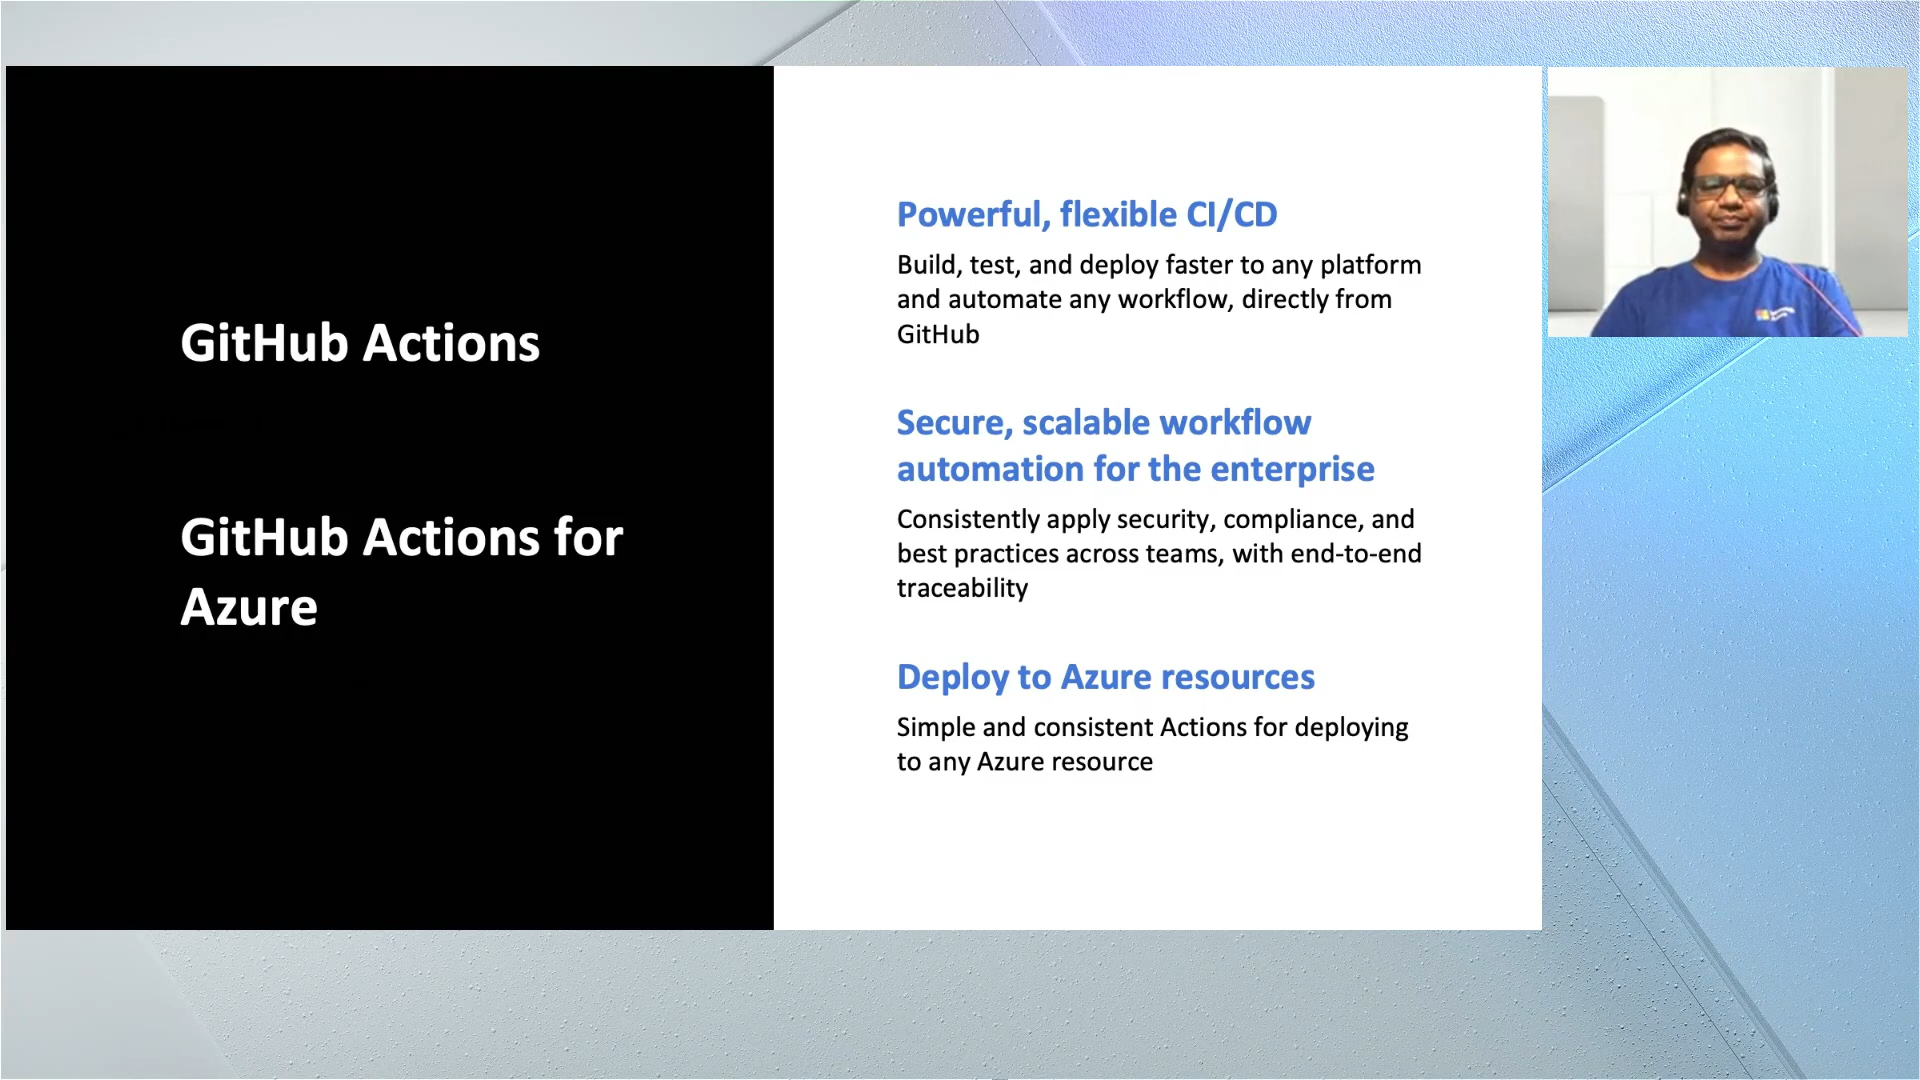 GitHub Actions
GitHub Actions for
Azure
Powerful, flexible CI/CD
Build, test, and deploy faster to any platform
and automate any workflow, directly from
GitHub
Secure, scalable workflow
automation for the enterprise
Consistently apply security, compliance, and
best practices across teams, with end-to-end
traceability
Deploy to Azure resources
Simple and consistent Actions for deploying
to any Azure resource